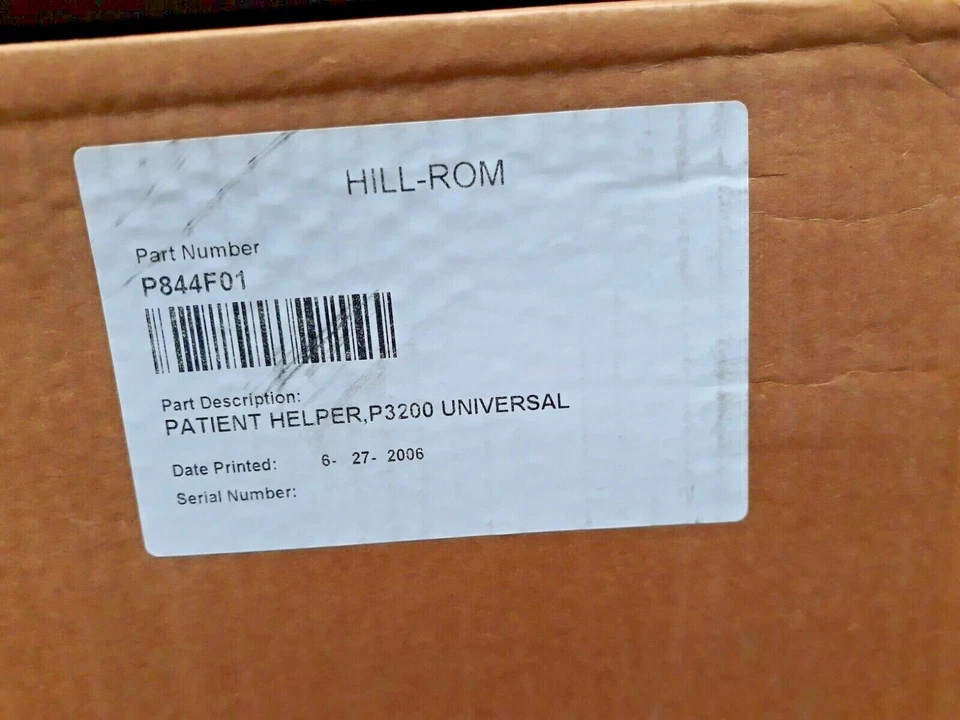 HILL-ROM
Part Number
P844F01
Part Description:
PATIENT HELPER,P3200 UNIVERSAL
Date Printed: 6- 27- 2006
Serial Number: